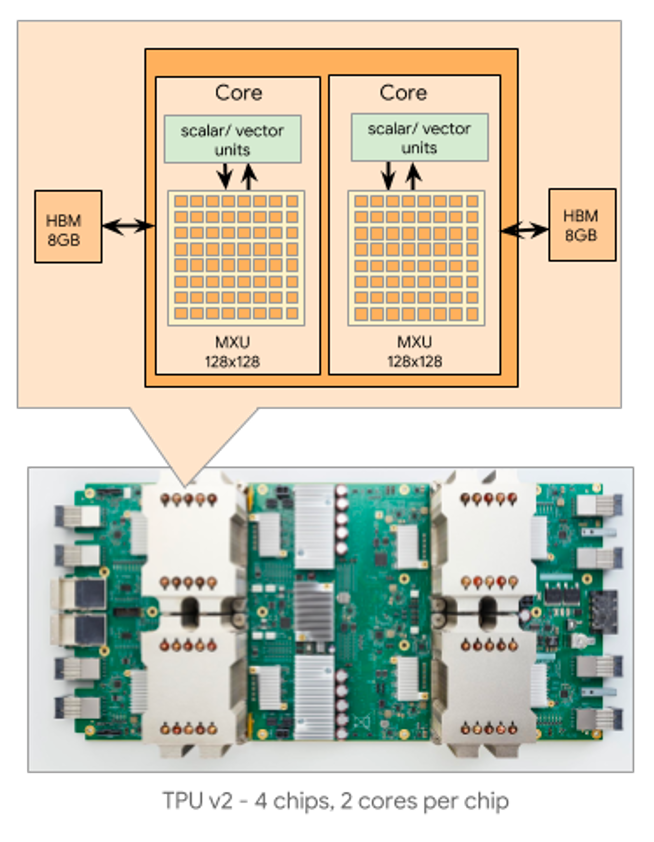 Core
Core
scalar/ vector
units
scalar/ vector
units
HBM
8GB
HBM
8GB
MXU
128x128
MXU
128x128
TPU v2 - 4 chips, 2 cores per chip